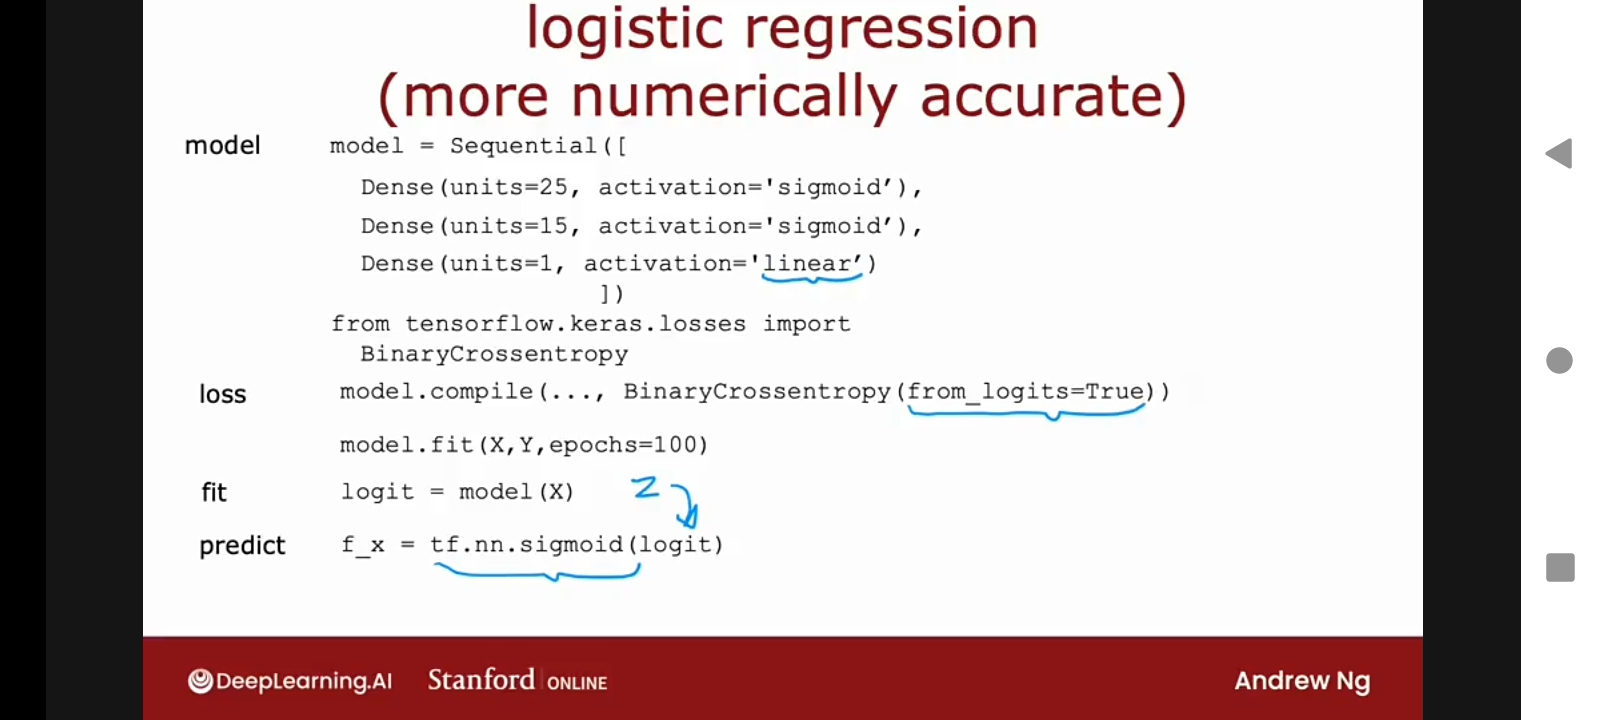 logistic regression
(more numerically accurate)
model model = Sequential([
Dense(units=25, activation='sigmoid’),
Dense(units=15, activation='sigmoid’),
Dense(units=1, activation='linear’)
])
from tensorflow.keras.losses import
BinaryCrossentropy
loss model.compile(..., BinaryCrossentropy(from_logits=True))
model.fit(X,Y,epochs=100)
fit logit = model(X) z
predict f_x = tf.nn.sigmoid(logit)
DeepLearning.AI Stanford ONLINE Andrew Ng